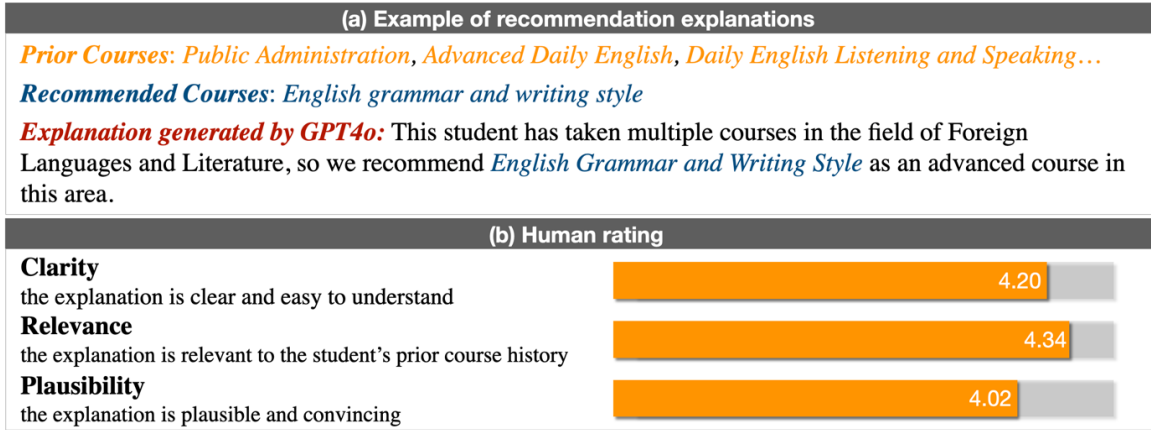 (a) Example of recommendation explanations
Prior Courses: Public Administration, Advanced Daily English, Daily English Listening and Speaking…
Recommended Courses: English grammar and writing style
Explanation generated by GPT4o: This student has taken multiple courses in the field of Foreign
Languages and Literature, so we recommend English Grammar and Writing Style as an advanced course in
this area.
(b) Human rating
Clarity
the explanation is clear and easy to understand
4.20
Relevance
the explanation is relevant to the student’s prior course history
4.34
Plausibility
the explanation is plausible and convincing
4.02